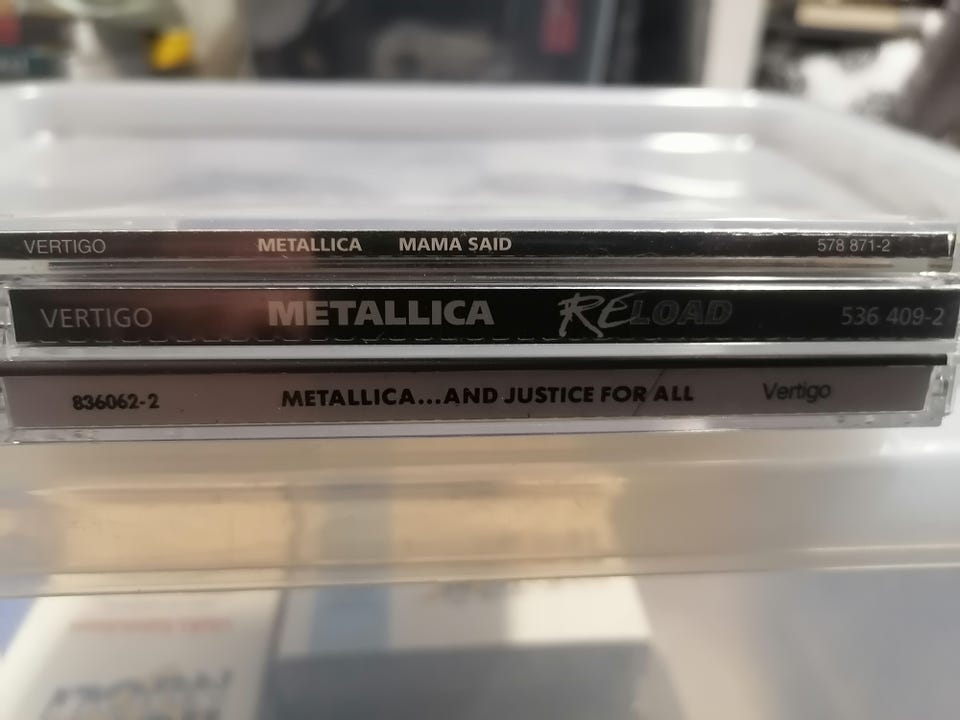 VERTIGO METALLICA MAMA SAID 578 871-2
VERTIGO METALLICA RELOAD 536 409-2
836062-2 METALLICA...AND JUSTICE FOR ALL Vertigo